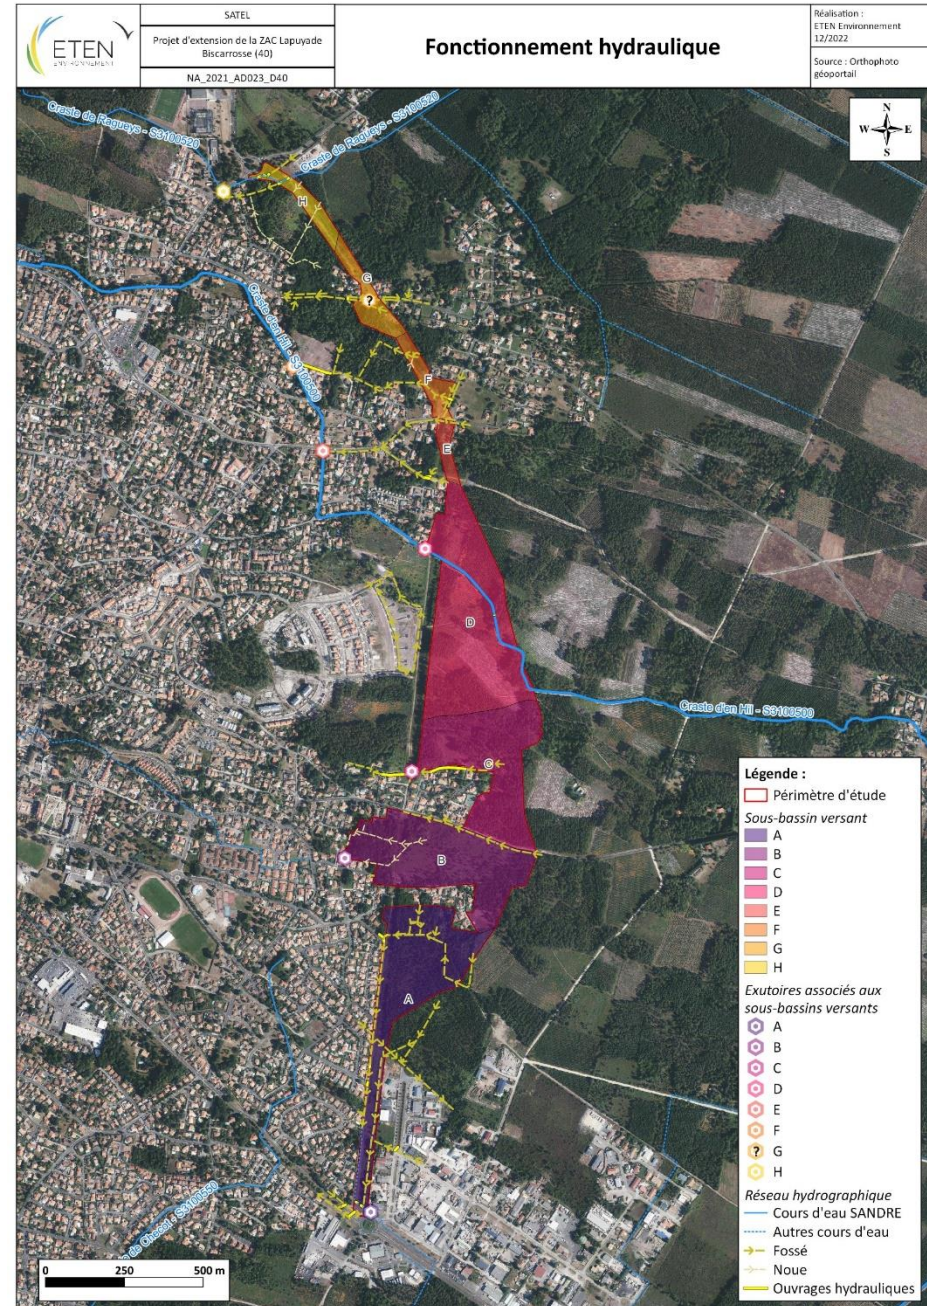 ETEN
ENVIRONNEMENT
SATEL
Projet d'extension de la ZAC Lapuyade
Biscarrosse (40)
NA_2021_AD023_D40
Fonctionnement hydraulique
Réalisation :
ETEN Environnement
12/2022
Source : Orthophoto
géoportail
N
W E
S
Craste de Ragueys - S3100520
Craste de Ragueys - S3100520
H
G
?
Craste d'en Hil - S3100500
F
E
D
Craste d'en Hil - S3100500
C
B
A
de Chécul - S3100550
Légende :
Périmètre d'étude
Sous-bassin versant
A
B
C
D
E
F
G
H
Exutoires associés aux
sous-bassins versants
A
B
C
D
E
F
? G
H
Réseau hydrographique
Cours d'eau SANDRE
Autres cours d'eau
Fossé
Noue
Ouvrages hydrauliques
0 250 500 m